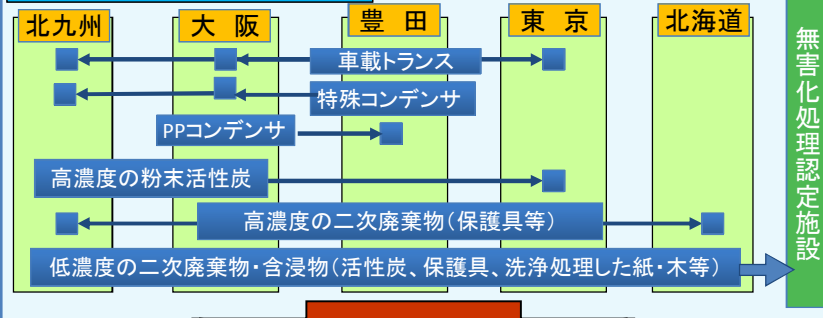 北九州
大 阪
豊 田
東 京
北海道
車載トランス
特殊コンデンサ
PPコンデンサ
高濃度の粉末活性炭
高濃度の二次廃棄物(保護具等)
低濃度の二次廃棄物・含浸物(活性炭、保護具、洗浄処理した紙・木等)
無害化処理認定施設